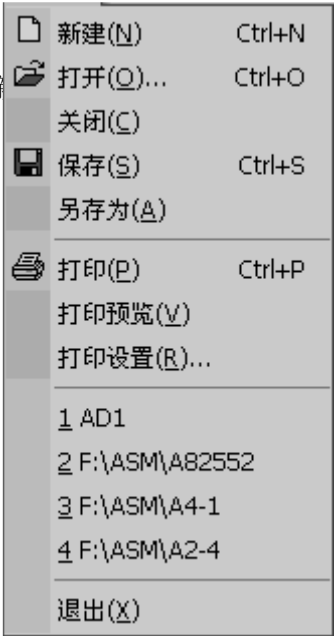 新建(N) Ctrl+N
打开(O)... Ctrl+O
关闭(C)
保存(S) Ctrl+S
另存为(A)
打印(P) Ctrl+P
打印预览(V)
打印设置(R)...
1 AD1
2 F:\ASM\A82552
3 F:\ASM\A4-1
4 F:\ASM\A2-4
退出(X)